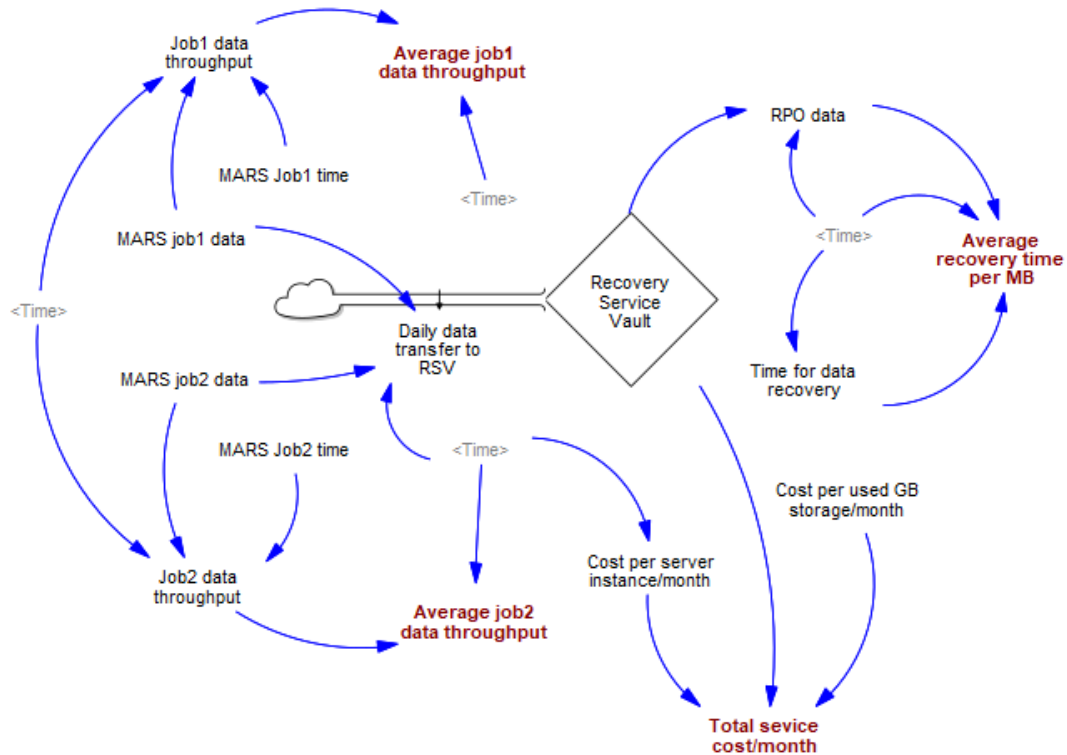 Job1 data
throughput
Average job1
data throughput
RPO data
MARS Job1 time
<Time>
MARS job1 data
<Time>
Average
recovery time
per MB
Recovery
Service
Vault
<Time>
Daily data
transfer to
RSV
Time for data
recovery
MARS job2 data
MARS Job2 time
<Time>
Cost per used GB
storage/month
Job2 data
throughput
Cost per server
instance/month
Average job2
data throughput
Total sevice
cost/month